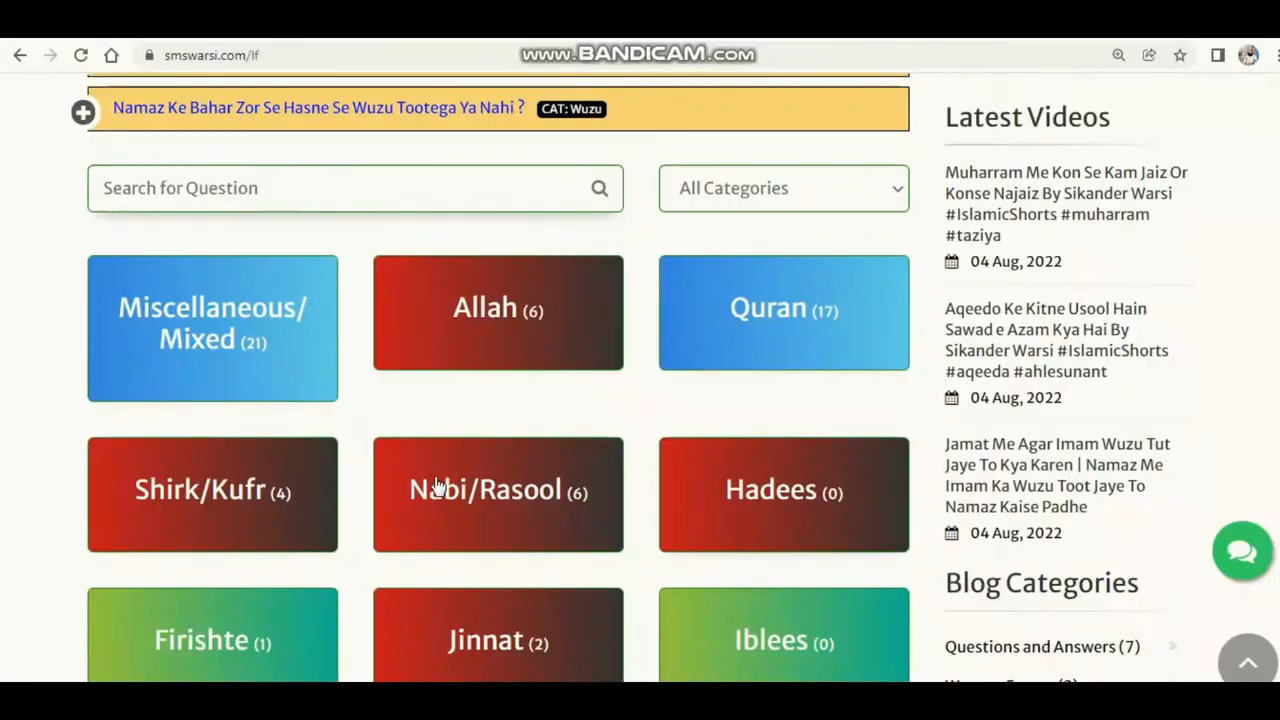 smswarsi.com/lf
WWW.BANDICAM.COM
Namaz Ke Bahar Zor Se Hasne Se Wuzu Tootega Ya Nahi ? CAT: Wuzu
Search for Question
All Categories
Miscellaneous/
Mixed (21)
Allah (6)
Quran (17)
Shirk/Kufr (4)
Nabi/Rasool (6)
Hadees (0)
Firishte (1)
Jinnat (2)
Iblees (0)
Latest Videos
Muharram Me Kon Se Kam Jaiz Or
Konse Najaiz By Sikander Warsi
#IslamicShorts #muharram
#taziya
04 Aug, 2022
Aqeedo Ke Kitne Usool Hain
Sawad e Azam Kya Hai By
Sikander Warsi #IslamicShorts
#aqeeda #ahlesunant
04 Aug, 2022
Jamat Me Agar Imam Wuzu Tut
Jaye To Kya Karen | Namaz Me
Imam Ka Wuzu Toot Jaye To
Namaz Kaise Padhe
04 Aug, 2022
Blog Categories
Questions and Answers (7)